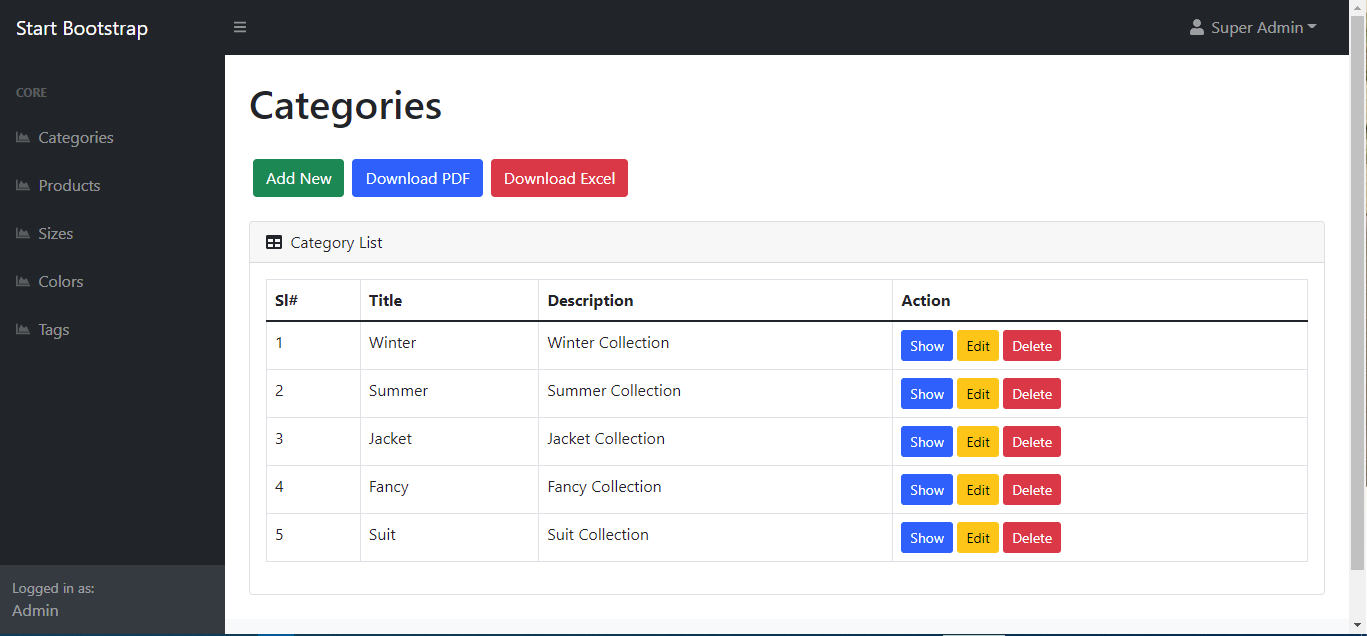 Start Bootstrap
Super Admin
CORE
Categories
Products
Sizes
Colors
Tags
Logged in as:
Admin
Categories
Add New Download PDF Download Excel
Category List
Sl# Title Description Action
1 Winter Winter Collection Show Edit Delete
2 Summer Summer Collection Show Edit Delete
3 Jacket Jacket Collection Show Edit Delete
4 Fancy Fancy Collection Show Edit Delete
5 Suit Suit Collection Show Edit Delete